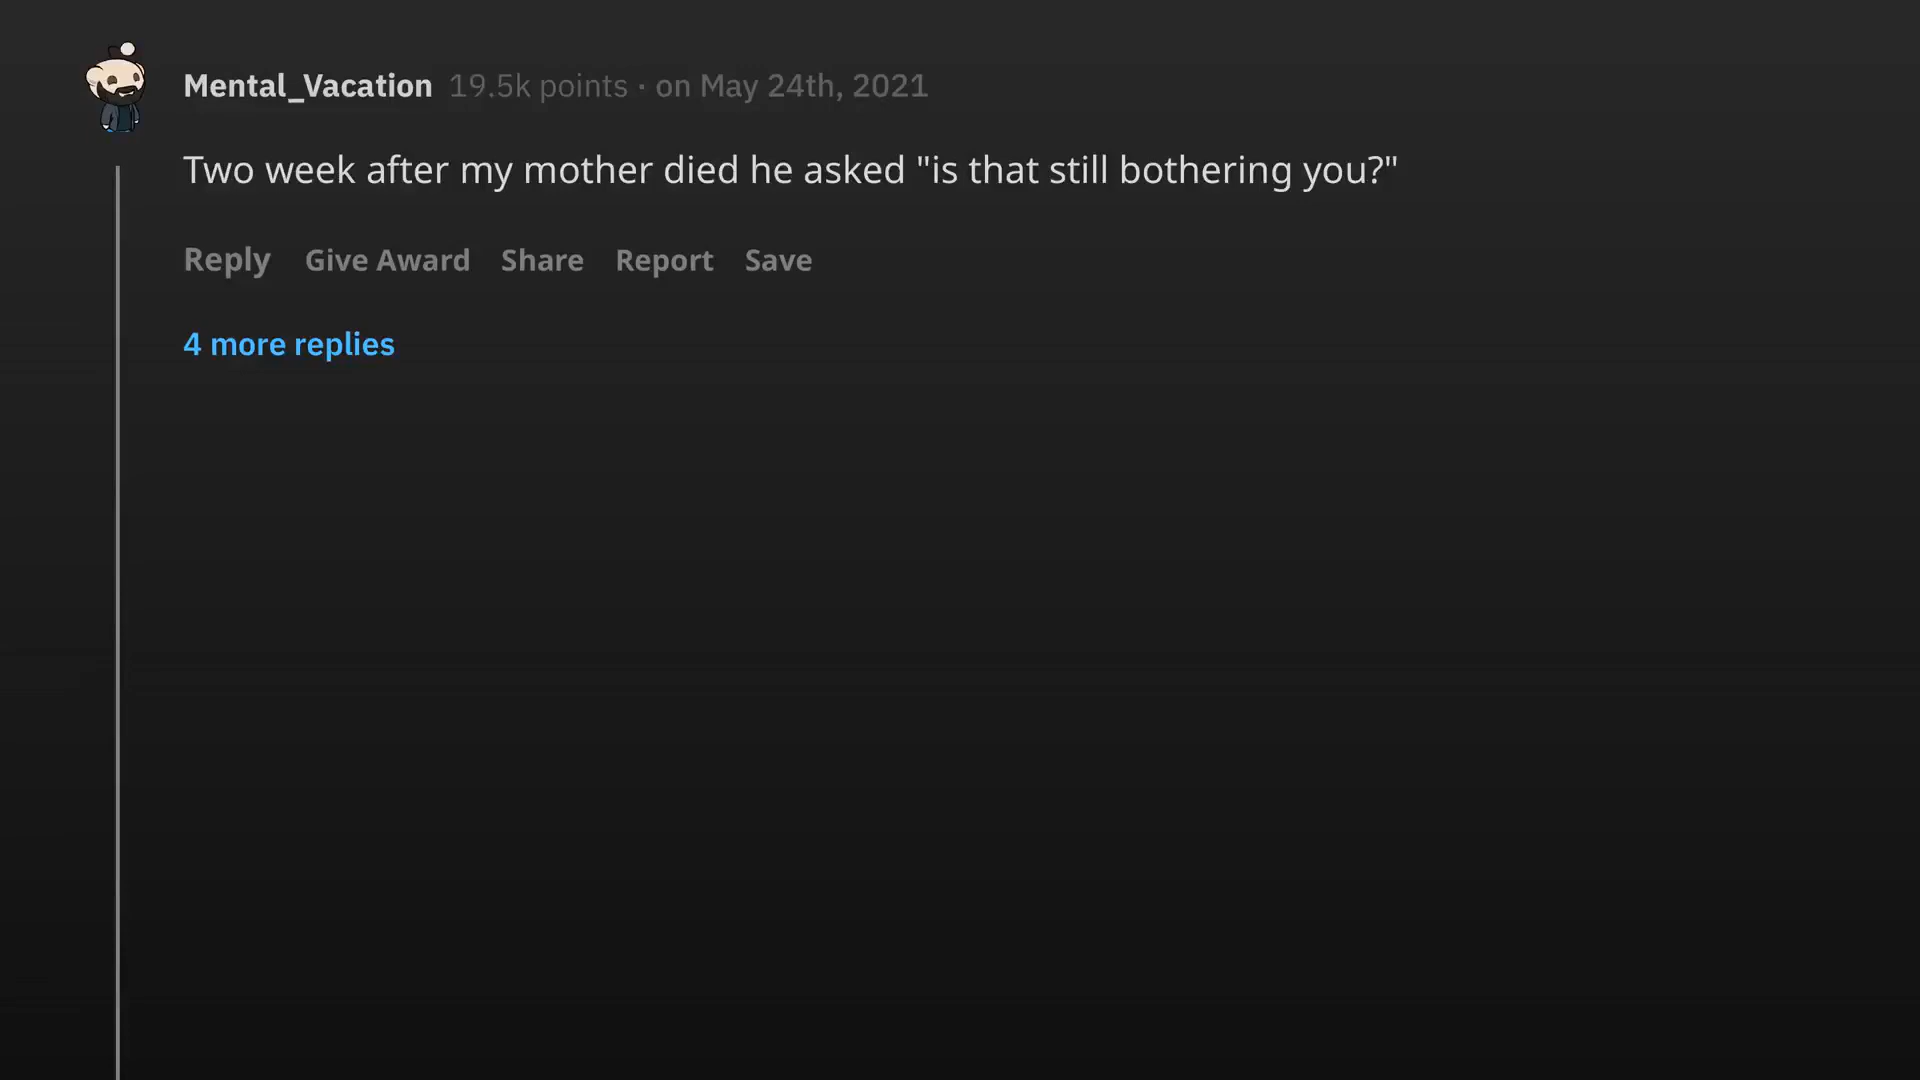 Mental_Vacation 19.5k points · on May 24th, 2021
Two week after my mother died he asked "is that still bothering you?"
Reply Give Award Share Report Save
4 more replies